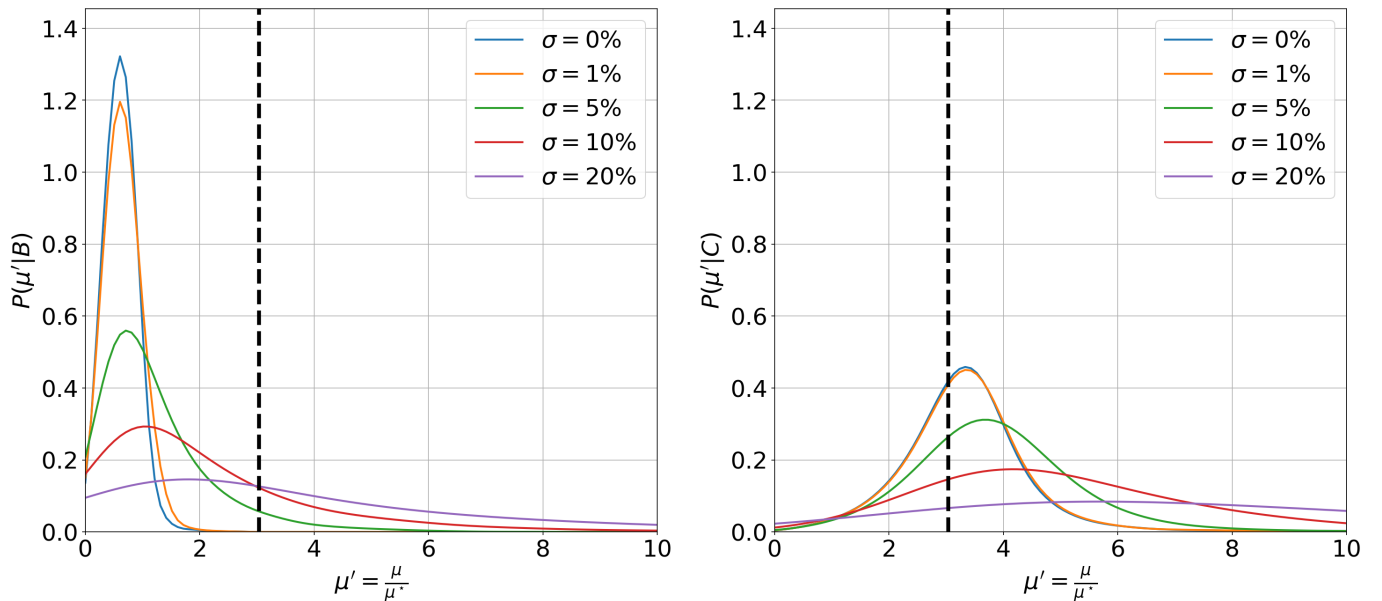 1.4
1.2
1.0
0.8
0.6
0.4
0.2
0.0
P(μ′|B)
0 2 4 6 8 10
μ′ = μ/μ⋆
σ = 0%
σ = 1%
σ = 5%
σ = 10%
σ = 20%
1.4
1.2
1.0
0.8
0.6
0.4
0.2
0.0
P(μ′|C)
0 2 4 6 8 10
μ′ = μ/μ⋆
σ = 0%
σ = 1%
σ = 5%
σ = 10%
σ = 20%